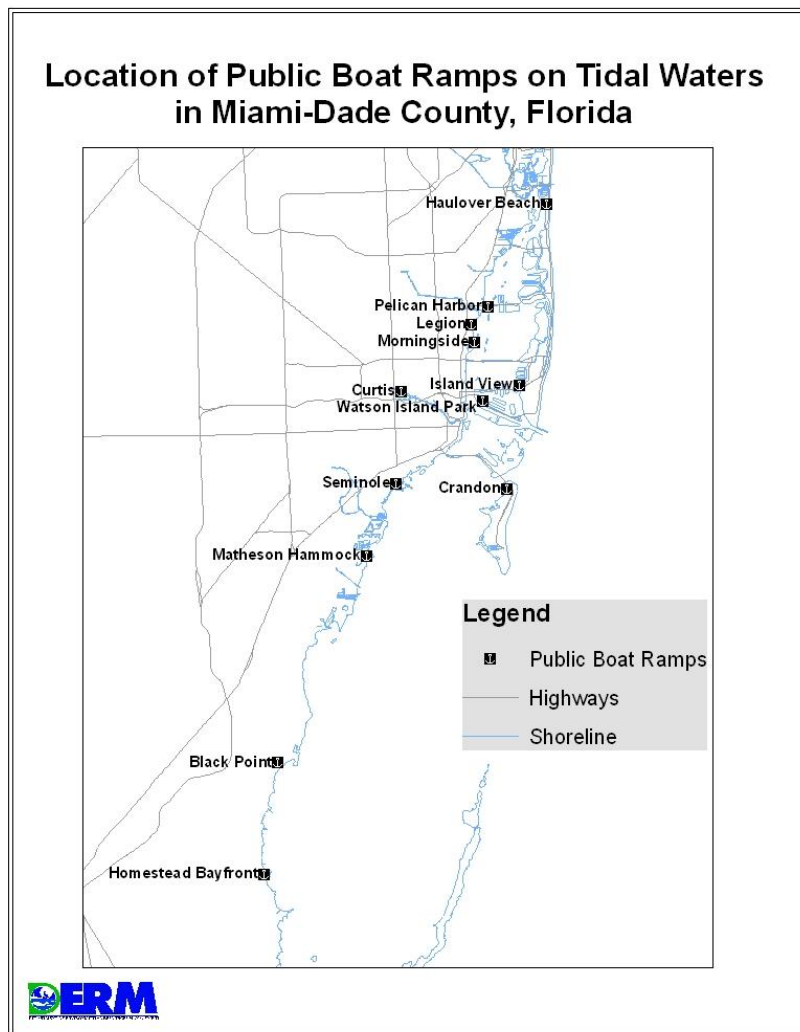 Location of Public Boat Ramps on Tidal Waters
in Miami-Dade County, Florida
Haulover Beach
Pelican Harbor
Legion
Morningside
Island View
Curtis
Watson Island Park
Seminole
Crandon
Matheson Hammock
Legend
Public Boat Ramps
Highways
Shoreline
Black Point
Homestead Bayfront
DERM